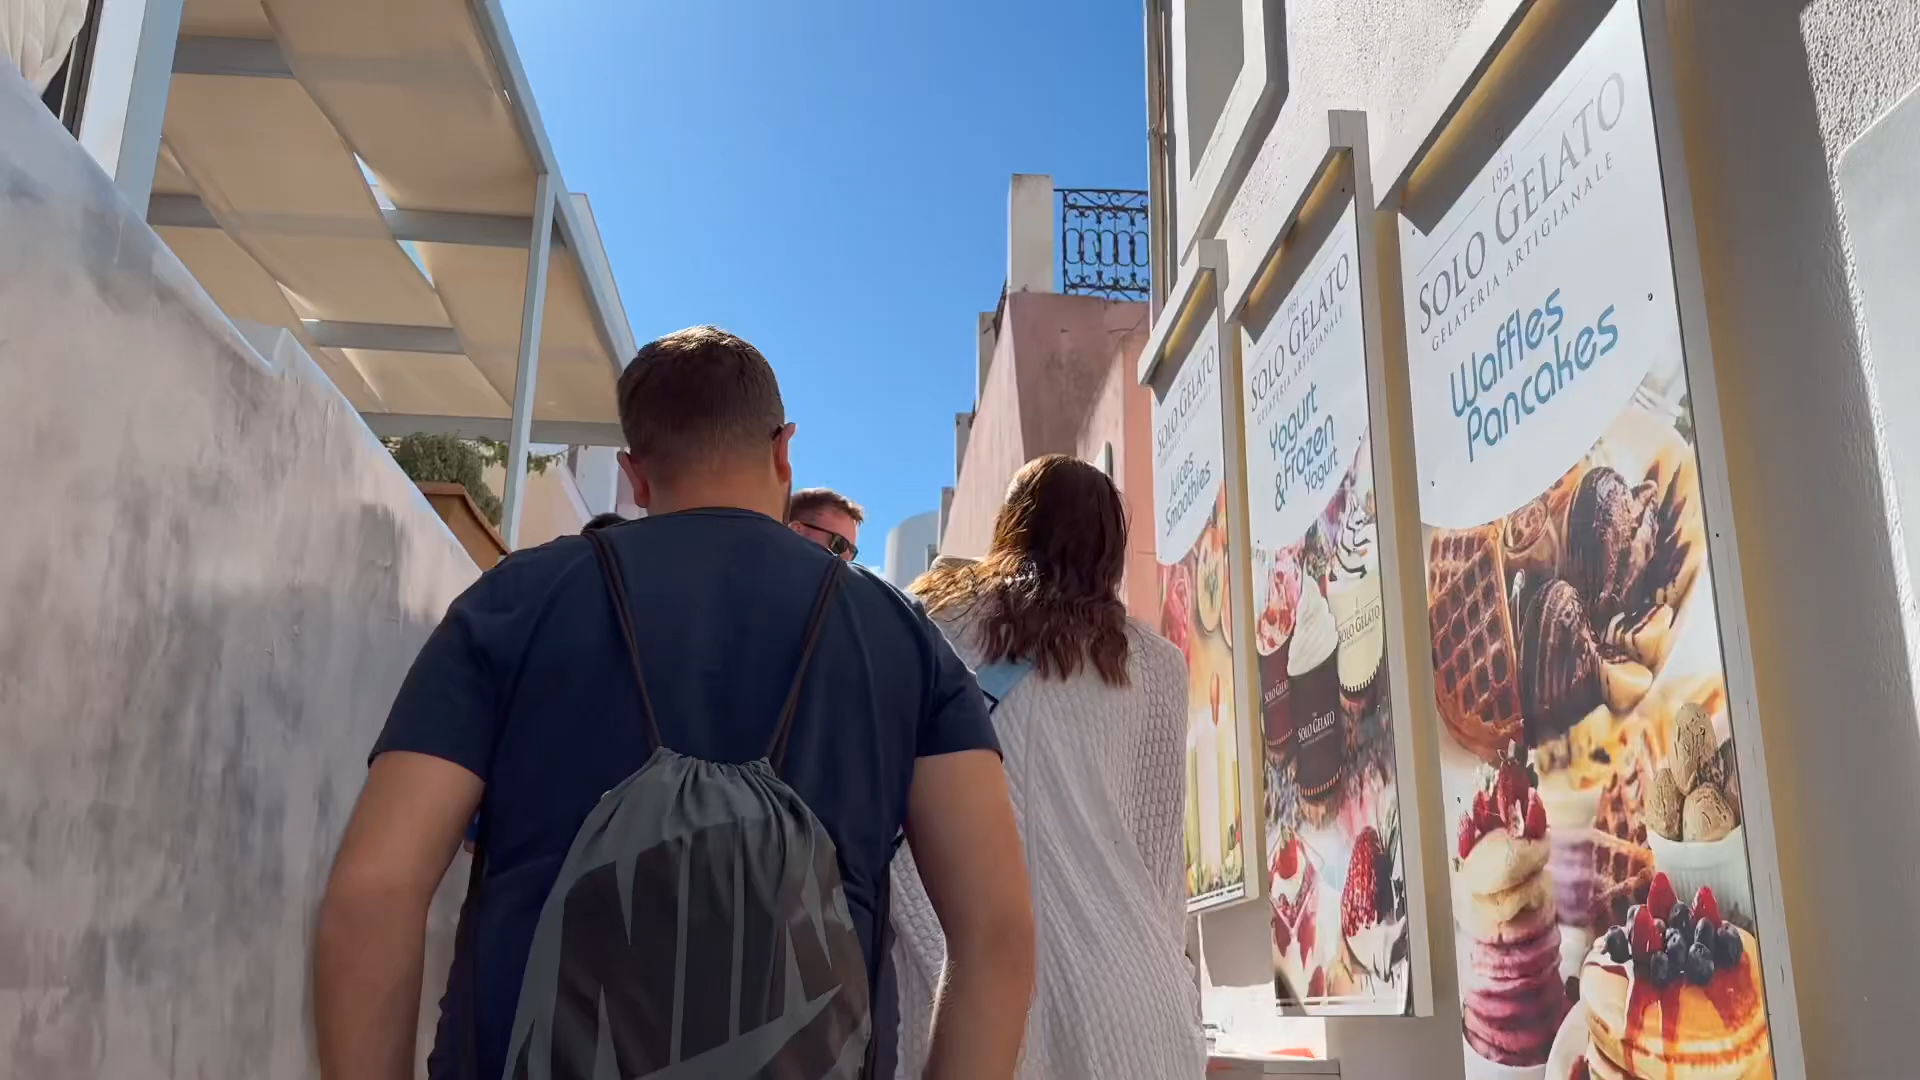 SOLO GELATO
Juices
Smoothies
1951
SOLO GELATO
GELATERIA ARTIGIANALE
Yogurt
& Frozen
Yogurt
SOLO GELATO
SOLO GELATO
SOLO GELATO
1951
SOLO GELATO
GELATERIA ARTIGIANALE
Waffles
Pancakes